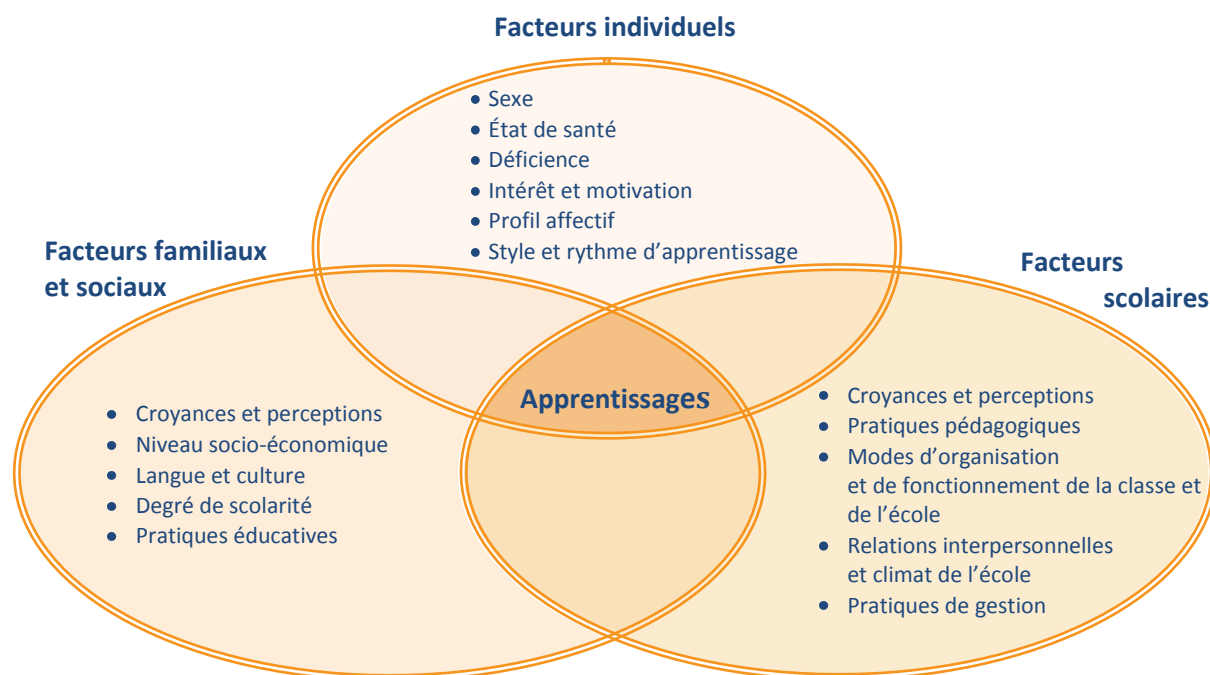 Facteurs individuels
• Sexe
• État de santé
• Déficience
• Intérêt et motivation
• Profil affectif
• Style et rythme d’apprentissage
Facteurs familiaux
et sociaux
Facteurs
scolaires
Apprentissages
• Croyances et perceptions
• Niveau socio-économique
• Langue et culture
• Degré de scolarité
• Pratiques éducatives
• Croyances et perceptions
• Pratiques pédagogiques
• Modes d’organisation
et de fonctionnement de la classe et
de l’école
• Relations interpersonnelles
et climat de l’école
• Pratiques de gestion